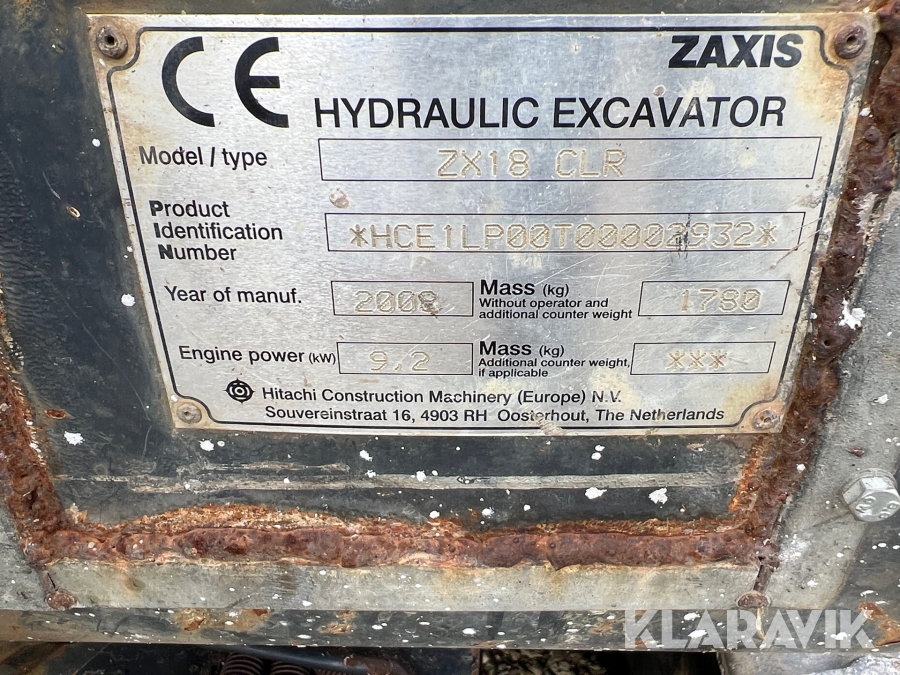 CE
ZAXIS
HYDRAULIC EXCAVATOR
Model / type ZX18 CLR
Product Identification Number *HCE1LP00T00002932*
Year of manuf. 2008
Mass (kg) Without operator and additional counter weight 1780
Engine power (kW) 9,2
Mass (kg) Additional counter weight, if applicable ***
Hitachi Construction Machinery (Europe) N.V.
Souvereinstraat 16, 4903 RH Oosterhout, The Netherlands
KLARAVIK